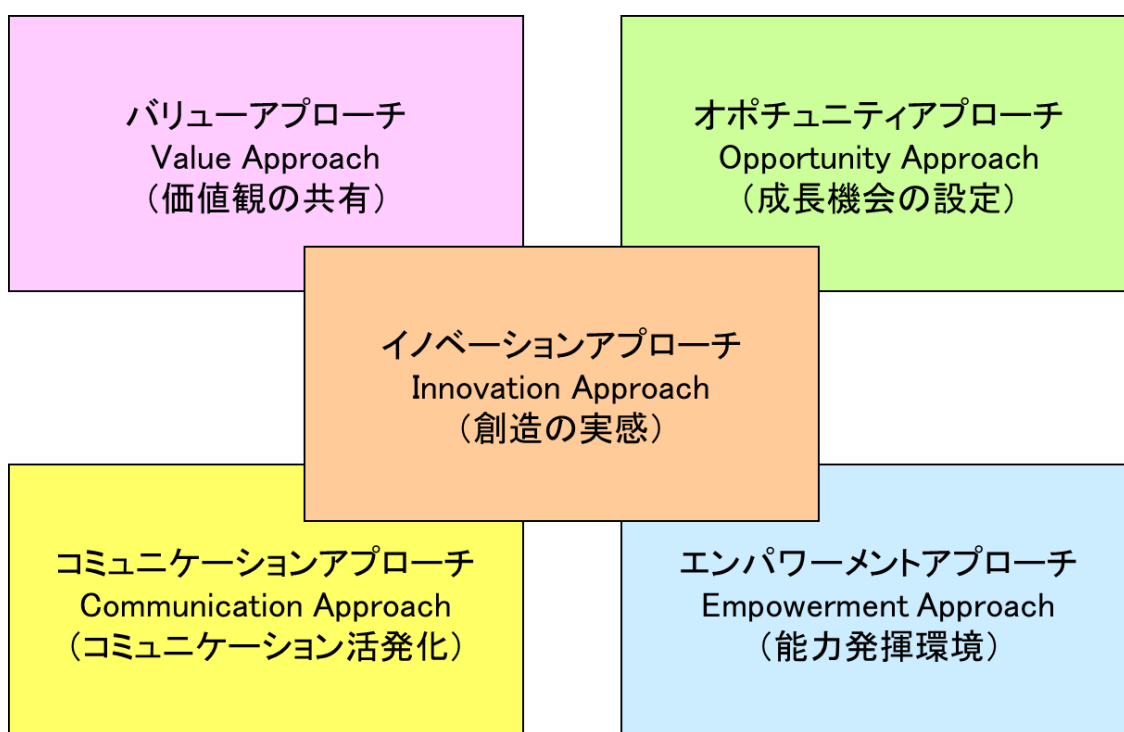 バリューアプローチ
Value Approach
（価値観の共有）
オポチュニティアプローチ
Opportunity Approach
（成長機会の設定）
イノベーションアプローチ
Innovation Approach
（創造の実感）
コミュニケーションアプローチ
Communication Approach
（コミュニケーション活発化）
エンパワーメントアプローチ
Empowerment Approach
（能力発揮環境）